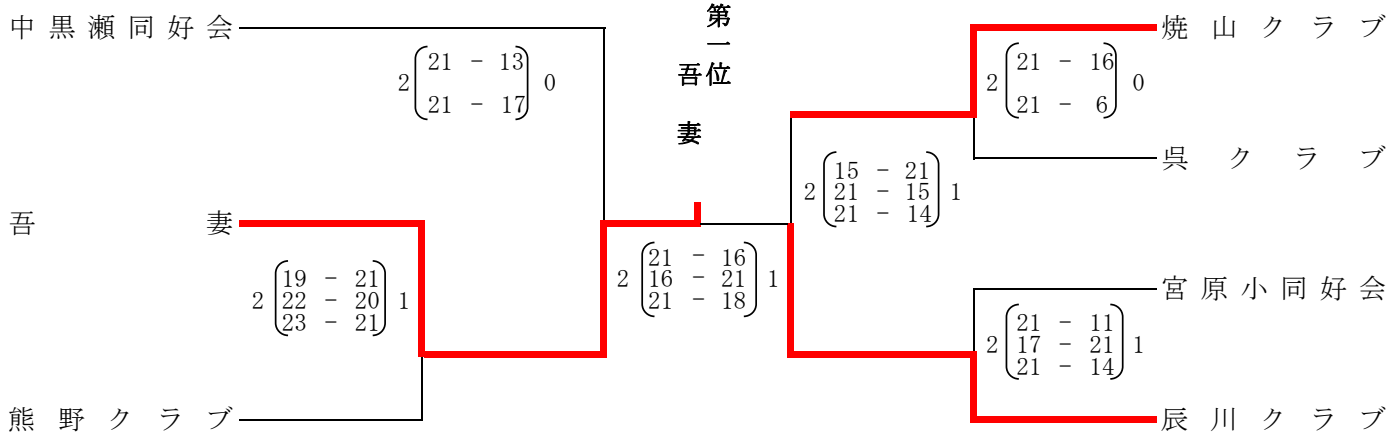 第一位
吾妻
中黒瀬同好会
2 21 - 13 0
21 - 17
吾妻
19 - 21
2 22 - 20 1
23 - 21
熊野クラブ
21 - 16
2 16 - 21 1
21 - 18
焼山クラブ
2 21 - 16 0
21 - 6
呉クラブ
15 - 21
2 21 - 15 1
21 - 14
宮原小同好会
21 - 11
2 17 - 21 1
21 - 14
辰川クラブ